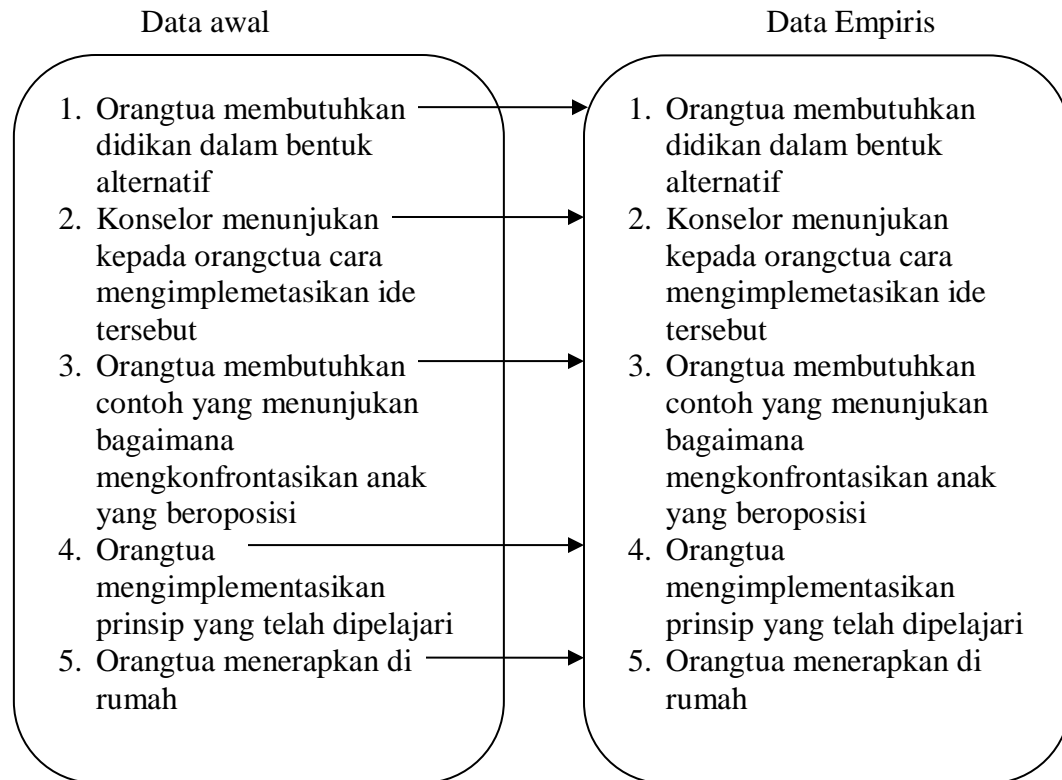 Data awal
Data Empiris
1. Orangtua membutuhkan
didikan dalam bentuk
alternatif
2. Konselor menunjukan
kepada orangctua cara
mengimplemetasikan ide
tersebut
3. Orangtua membutuhkan
contoh yang menunjukan
bagaimana
mengkonfrontasikan anak
yang beroposisi
4. Orangtua
mengimplementasikan
prinsip yang telah dipelajari
5. Orangtua menerapkan di
rumah
1. Orangtua membutuhkan
didikan dalam bentuk
alternatif
2. Konselor menunjukan
kepada orangctua cara
mengimplemetasikan ide
tersebut
3. Orangtua membutuhkan
contoh yang menunjukan
bagaimana
mengkonfrontasikan anak
yang beroposisi
4. Orangtua
mengimplementasikan
prinsip yang telah dipelajari
5. Orangtua menerapkan di
rumah